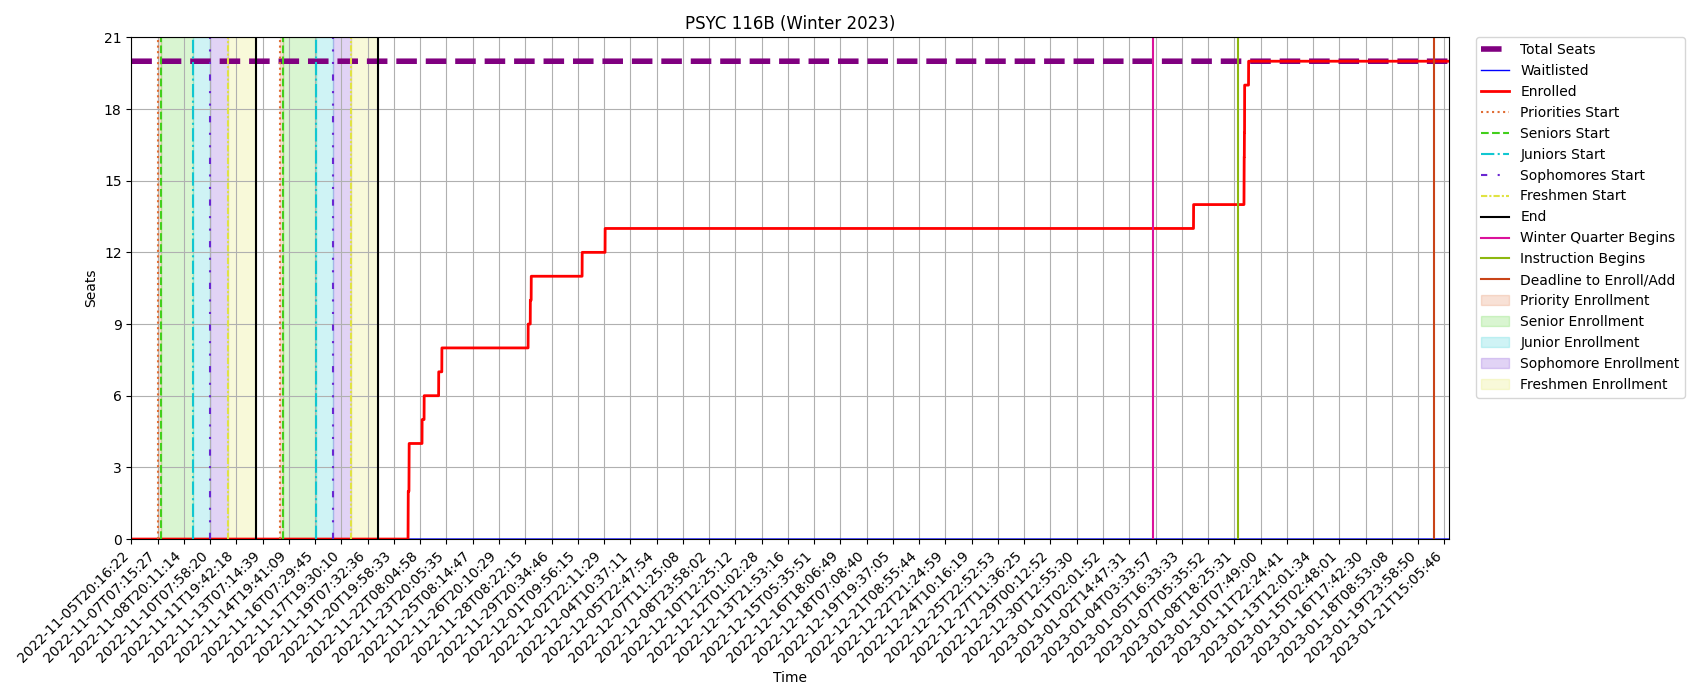 PSYC 116B (Winter 2023)
21
18
15
12
9
6
3
0
Seats
2022-11-05T20:16:22
2022-11-07T07:15:27
2022-11-08T20:11:14
2022-11-10T07:58:20
2022-11-11T19:42:18
2022-11-13T07:14:39
2022-11-14T19:41:09
2022-11-16T07:29:45
2022-11-17T19:30:10
2022-11-19T07:32:36
2022-11-20T19:58:33
2022-11-22T08:04:58
2022-11-23T20:05:35
2022-11-25T08:14:47
2022-11-26T20:10:29
2022-11-28T08:22:15
2022-11-29T20:34:46
2022-12-01T09:56:15
2022-12-02T22:11:29
2022-12-04T10:37:11
2022-12-05T22:47:54
2022-12-07T11:25:08
2022-12-08T23:58:02
2022-12-10T12:25:12
2022-12-12T01:02:28
2022-12-13T21:53:16
2022-12-15T05:35:51
2022-12-16T18:06:49
2022-12-18T07:08:40
2022-12-19T19:37:05
2022-12-21T08:55:44
2022-12-22T21:24:59
2022-12-24T10:16:19
2022-12-25T22:52:53
2022-12-27T11:36:25
2022-12-29T00:12:52
2022-12-30T12:55:30
2023-01-01T02:01:52
2023-01-02T14:47:31
2023-01-04T03:33:57
2023-01-05T16:33:33
2023-01-07T05:35:52
2023-01-08T18:25:31
2023-01-10T07:49:00
2023-01-11T22:24:41
2023-01-13T12:01:34
2023-01-15T02:48:01
2023-01-16T17:42:30
2023-01-18T08:53:08
2023-01-19T23:58:50
2023-01-21T15:05:46
Time
Total Seats
Waitlisted
Enrolled
Priorities Start
Seniors Start
Juniors Start
Sophomores Start
Freshmen Start
End
Winter Quarter Begins
Instruction Begins
Deadline to Enroll/Add
Priority Enrollment
Senior Enrollment
Junior Enrollment
Sophomore Enrollment
Freshmen Enrollment